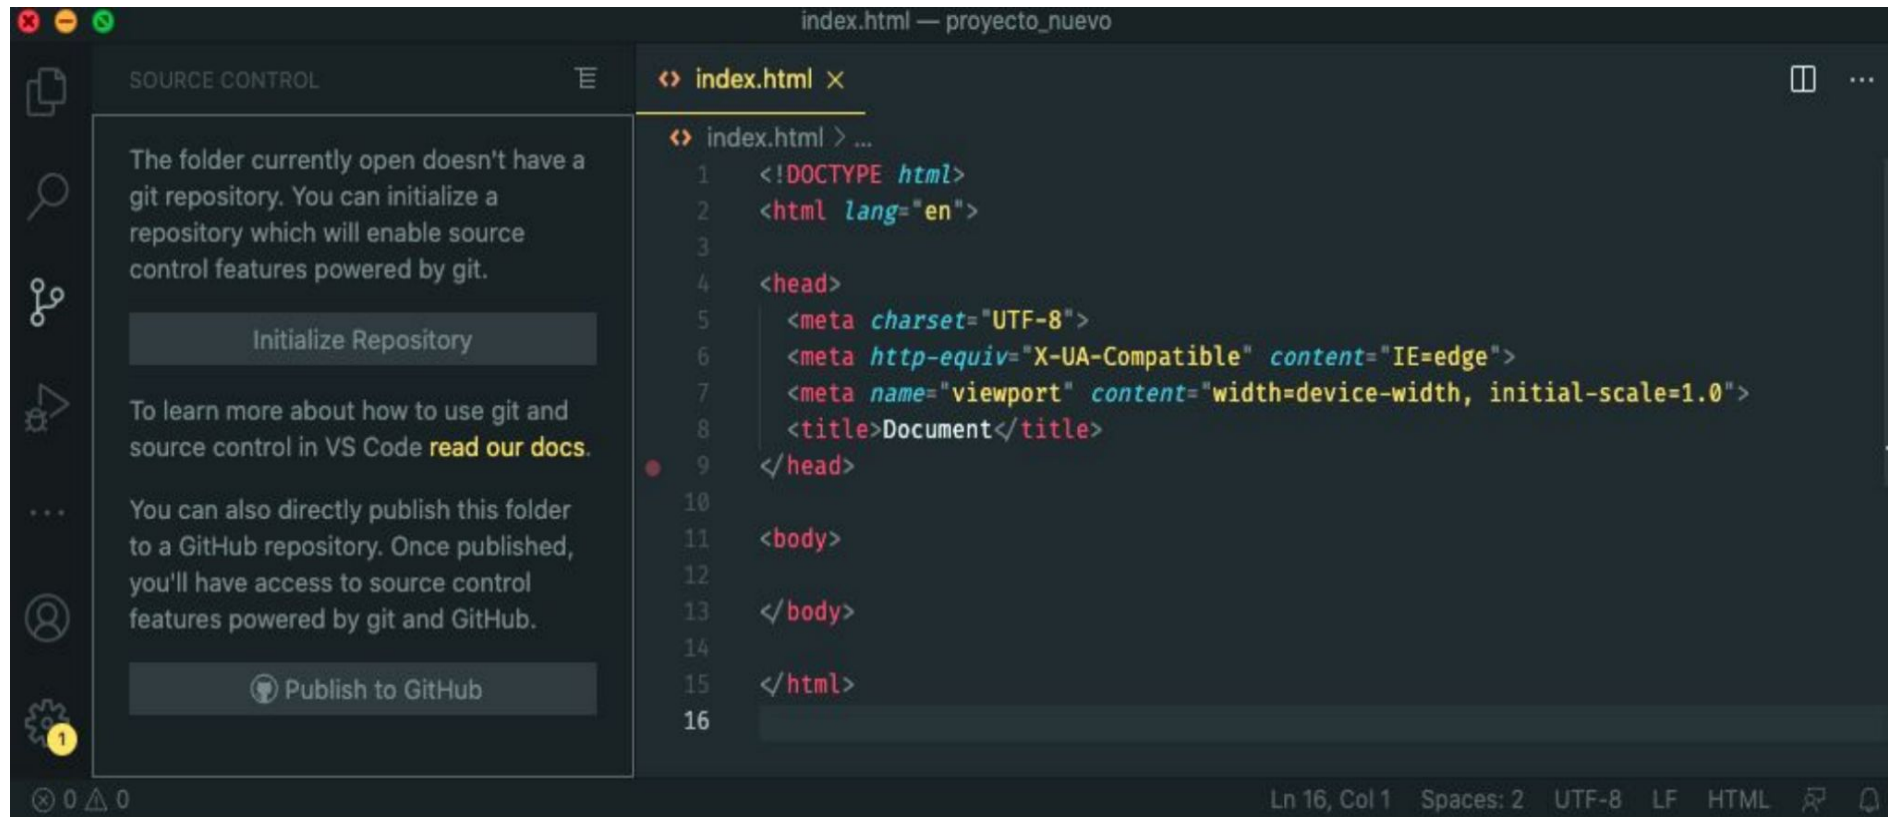 index.html — proyecto_nuevo
SOURCE CONTROL
The folder currently open doesn't have a
git repository. You can initialize a
repository which will enable source
control features powered by git.
Initialize Repository
To learn more about how to use git and
source control in VS Code read our docs.
You can also directly publish this folder
to a GitHub repository. Once published,
you'll have access to source control
features powered by git and GitHub.
Publish to GitHub
1
index.html ×
index.html > ...
1 <!DOCTYPE html>
2 <html lang="en">
3
4 <head>
5 <meta charset="UTF-8">
6 <meta http-equiv="X-UA-Compatible" content="IE=edge">
7 <meta name="viewport" content="width=device-width, initial-scale=1.0">
8 <title>Document</title>
9 </head>
10
11 <body>
12
13 </body>
14
15 </html>
16
0 0
Ln 16, Col 1 Spaces: 2 UTF-8 LF HTML